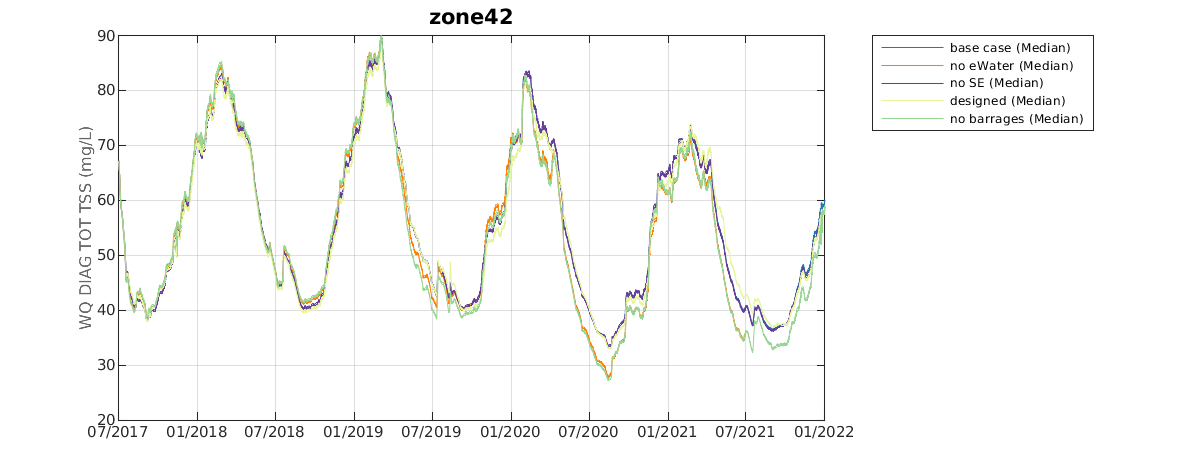 zone42
WQ DIAG TOT TSS (mg/L)
90
80
70
60
50
40
30
20
07/2017 01/2018 07/2018 01/2019 07/2019 01/2020 07/2020 01/2021 07/2021 01/2022
base case (Median)
no eWater (Median)
no SE (Median)
designed (Median)
no barrages (Median)